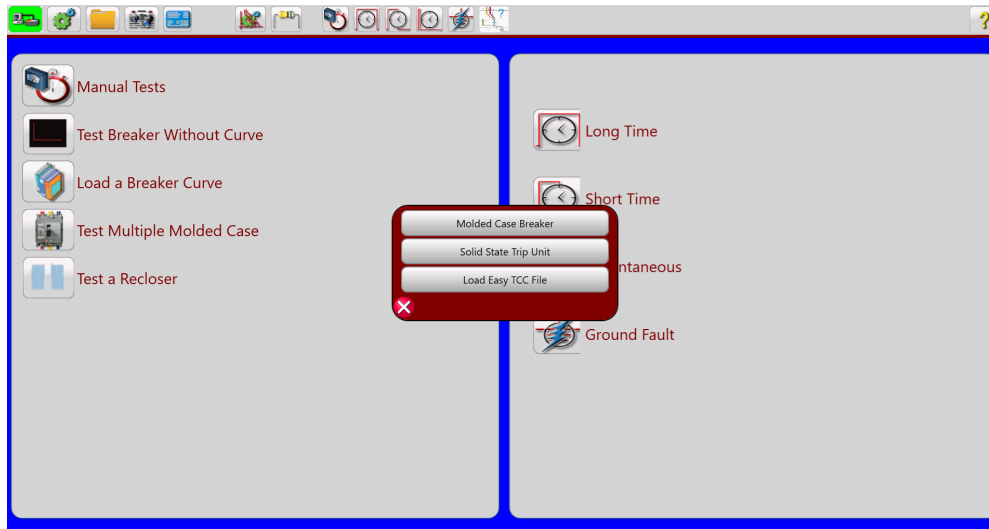 Manual Tests
Test Breaker Without Curve
Load a Breaker Curve
Test Multiple Molded Case
Test a Recloser
Molded Case Breaker
Solid State Trip Unit
Load Easy TCC File
Long Time
Short Time
ntaneous
Ground Fault
?
?